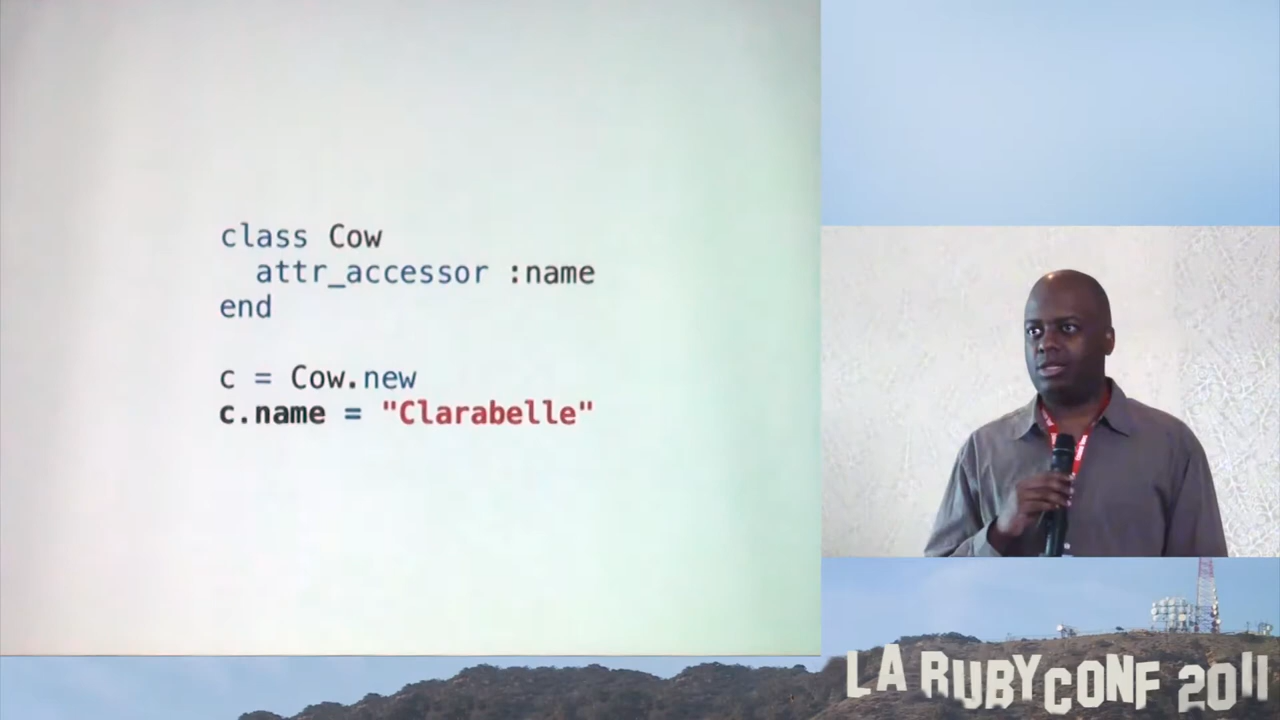 class Cow
  attr_accessor :name
end

c = Cow.new
c.name = "Clarabelle"
LA RUBYCONF 2011